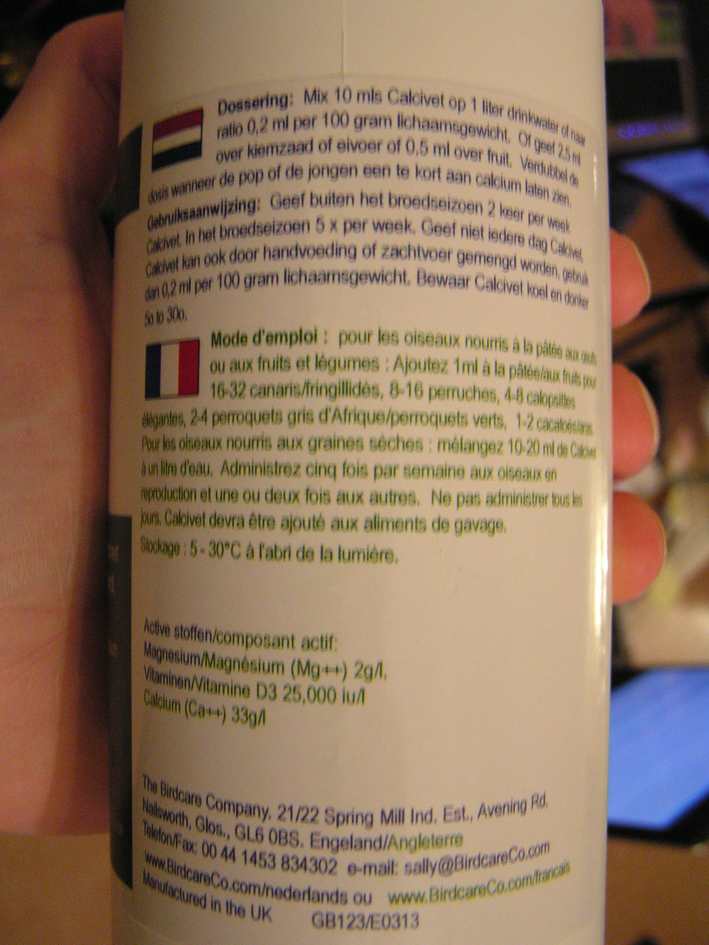 Dossering: Mix 10 mls Calcivet op 1 liter drinkwater of naar
ratio 0,2 ml per 100 gram lichaamsgewicht. Of geef 2,5 ml
over kiemzaad of eivoer of 0,5 ml over fruit. Verdubbel de
dosis wanneer de pop of de jongen een te kort aan calcium laten zien.
Gebruiksaanwijzing: Geef buiten het broedseizoen 2 keer per week
Calcivet. In het broedseizoen 5 x per week. Geef niet iedere dag Calcivet.
Calcivet kan ook door handvoeding of zachtvoer gemengd worden, gebruik
dan 0,2 ml per 100 gram lichaamsgewicht. Bewaar Calcivet koel en donker
5o to 30o.
Mode d'emploi : pour les oiseaux nourris à la pâtée aux œufs
ou aux fruits et légumes : Ajoutez 1ml à la pâtée/aux fruits pour
16-32 canaris/fringillidés, 8-16 perruches, 4-8 calopsittes
élégantes, 2-4 perroquets gris d'Afrique/perroquets verts, 1-2 cacatoésians.
Pour les oiseaux nourris aux graines sèches : mélangez 10-20 ml de Calcivet
à un litre d'eau. Administrez cinq fois par semaine aux oiseaux en
reproduction et une ou deux fois aux autres. Ne pas administrer tous les
jours. Calcivet devra être ajouté aux aliments de gavage.
Stockage : 5 - 30°C à l'abri de la lumiére.
Active stoffen/composant actif:
Magnesium/Magnésium (Mg++) 2g/l.
Vitaminen/Vitamine D3 25,000 iu/l
Calcium (Ca++) 33g/l
The Birdcare Company. 21/22 Spring Mill Ind. Est., Avening Rd.
Nailsworth, Glos., GL6 0BS. Engeland/Angleterre
Telefon/Fax: 00 44 1453 834302 e-mail: sally@BirdcareCo.com
www.BirdcareCo.com/nederlands ou www.BirdcareCo.com/francais
Manufactured in the UK GB123/E0313